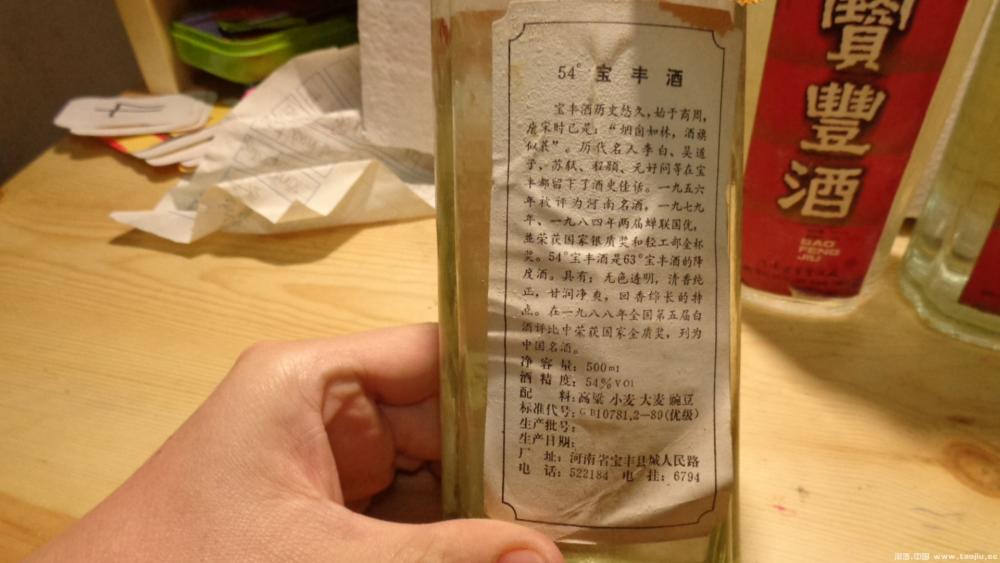 54° 宝丰酒
宝丰酒历史悠久，始于商周，
唐宋时已是：“烟囱如林，酒旗
似蓑”。历代名人李白、吴道
子、苏轼、程颢、元好问等在宝
丰都留下了酒史佳话。一九五六
年被评为河南名酒，一九七九
年、一九八四年两届蝉联国优，
并荣获国家银质奖和轻工部金杯
奖。54°宝丰酒是63°宝丰酒的降
度酒。具有：无色透明，清香纯
正，甘润净爽，回香绵长的特
点。在一九八八年全国第五届白
酒评比中荣获国家金质奖，列为
中国名酒。
净容量：500ml
酒精度：54%VOl
配料：高粱 小麦 大麦 豌豆
标准代号：GB10781.2—89(优级)
生产批号：
生产日期：
厂址：河南省宝丰县城人民路
电话：522184 电挂：6794
寶豐酒
BAO
FENG
JIU
淘酒.中国 www.taojiu.cc